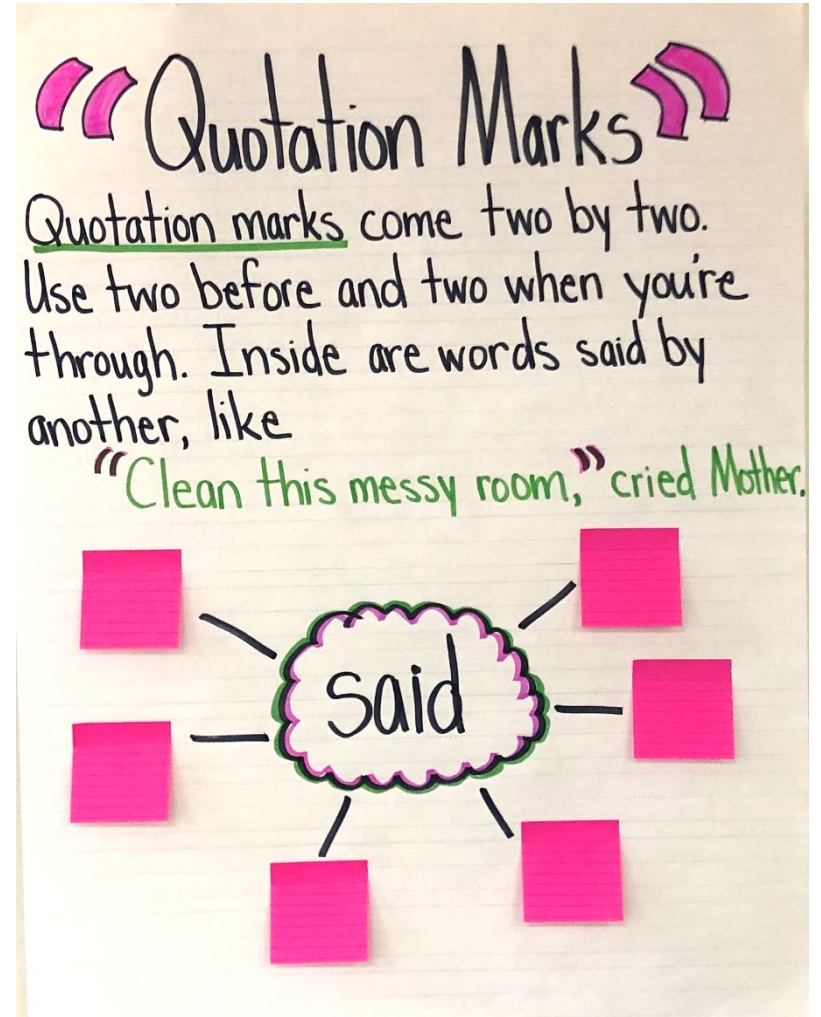 "Quotation Marks"
Quotation marks come two by two.
Use two before and two when you're
through. Inside are words said by
another, like
"Clean this messy room," cried Mother.
said